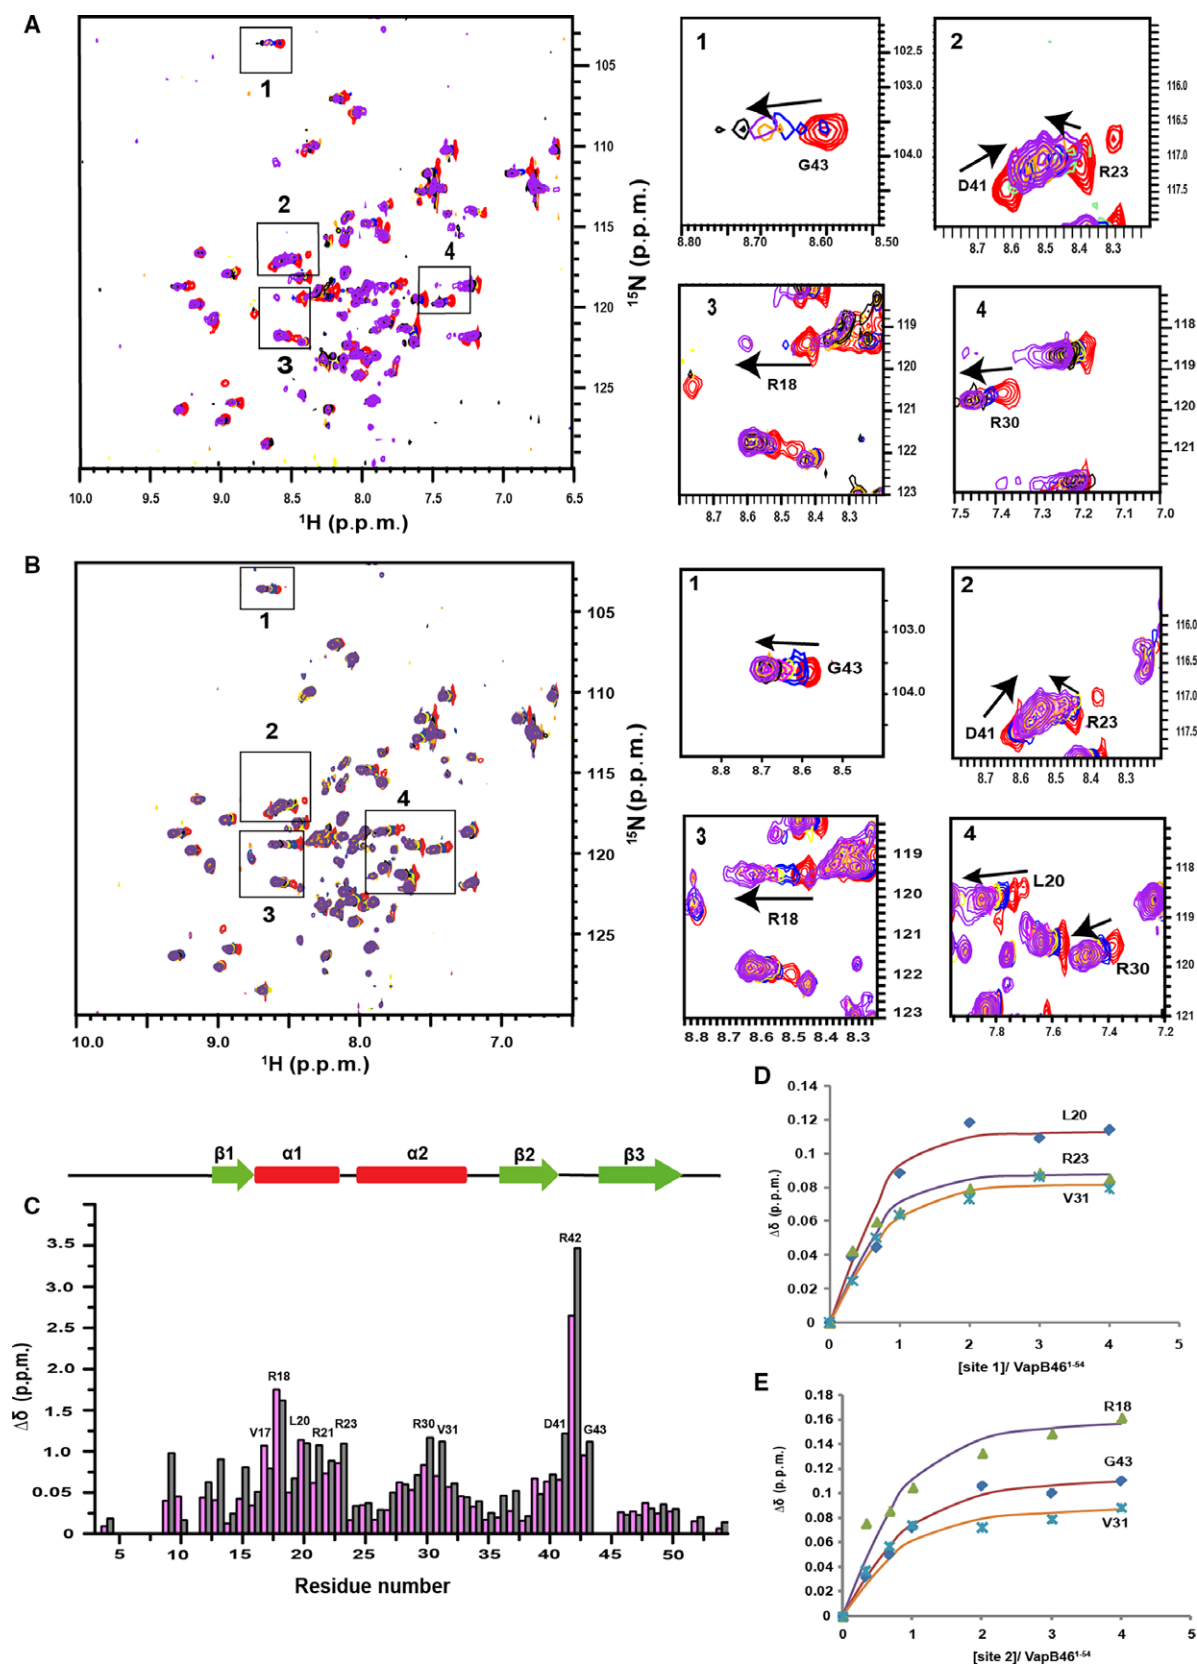 A
1
2
3
4
105
110
115
120
125
10.0 9.5 9.0 8.5 8.0 7.5 7.0 6.5
¹H (p.p.m.)
¹⁵N (p.p.m.)
1
G43
102.5
103.0
104.0
8.80 8.70 8.60 8.50
2
D41
R23
116.0
116.5
117.0
117.5
8.7 8.6 8.5 8.4 8.3
3
R18
119
120
121
122
123
8.7 8.6 8.5 8.4 8.3
4
R30
118
119
120
121
7.5 7.4 7.3 7.2 7.1 7.0
B
1
2
3
4
105
110
115
120
125
10.0 9.0 8.0 7.0
¹H (p.p.m.)
¹⁵N (p.p.m.)
1
G43
103.0
104.0
8.8 8.7 8.6 8.5
2
D41
R23
116.0
116.5
117.0
117.5
8.7 8.6 8.5 8.4 8.3
3
R18
119
120
121
122
123
8.8 8.7 8.6 8.5 8.4 8.3
4
L20
R30
118
119
120
121
7.8 7.6 7.4 7.2
β1 α1 α2 β2 β3
C
Δδ (p.p.m.)
3.5
3.0
2.5
2.0
1.5
1.0
0.05
0
V17 R18 L20 R21 R23 R30 V31 D41 R42 G43
5 10 15 20 25 30 35 40 45 50
Residue number
D
Δδ (p.p.m.)
0.14
0.12
0.1
0.08
0.06
0.04
0.02
0
L20
R23
V31
0 1 2 3 4 5
[site 1]/ VapB46¹⁻⁵⁴
E
Δδ (p.p.m.)
0.18
0.16
0.14
0.12
0.1
0.08
0.06
0.04
0.02
0
R18
G43
V31
0 1 2 3 4 5
[site 2]/ VapB46¹⁻⁵⁴